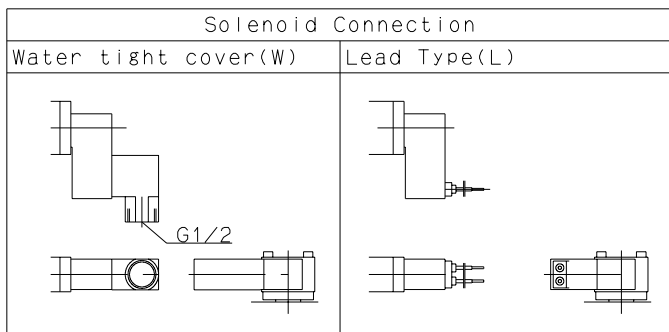 Solenoid Connection
Water tight cover(W)
Lead Type(L)
G1/2